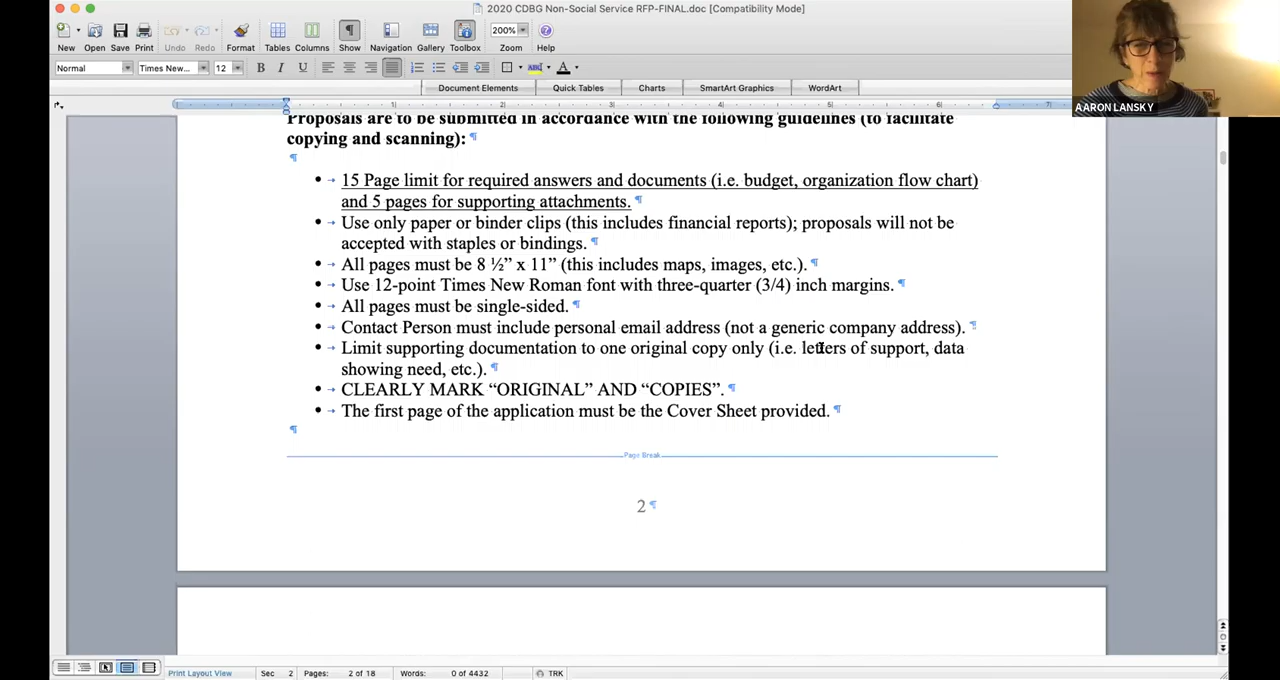 2020 CDBG Non-Social Service RFP-FINAL.doc [Compatibility Mode]
200%
New Open Save Print Undo Redo Format Tables Columns Show Navigation Gallery Toolbox Zoom Help
Normal Times New... 12 B I U A
Document Elements Quick Tables Charts SmartArt Graphics WordArt
AARON LANSKY
1 2 3 4 5 6 7
Proposals are to be submitted in accordance with the following guidelines (to facilitate
copying and scanning): ¶
¶
• 15 Page limit for required answers and documents (i.e. budget, organization flow chart)
and 5 pages for supporting attachments. ¶
• Use only paper or binder clips (this includes financial reports); proposals will not be
accepted with staples or bindings. ¶
• All pages must be 8 ½” x 11” (this includes maps, images, etc.). ¶
• Use 12-point Times New Roman font with three-quarter (3/4) inch margins. ¶
• All pages must be single-sided. ¶
• Contact Person must include personal email address (not a generic company address). ¶
• Limit supporting documentation to one original copy only (i.e. letters of support, data
showing need, etc.). ¶
• CLEARLY MARK “ORIGINAL” AND “COPIES”. ¶
• The first page of the application must be the Cover Sheet provided. ¶
¶
Page Break
2 ¶
Print Layout View Sec 2 Pages: 2 of 18 Words: 0 of 4432 TRK